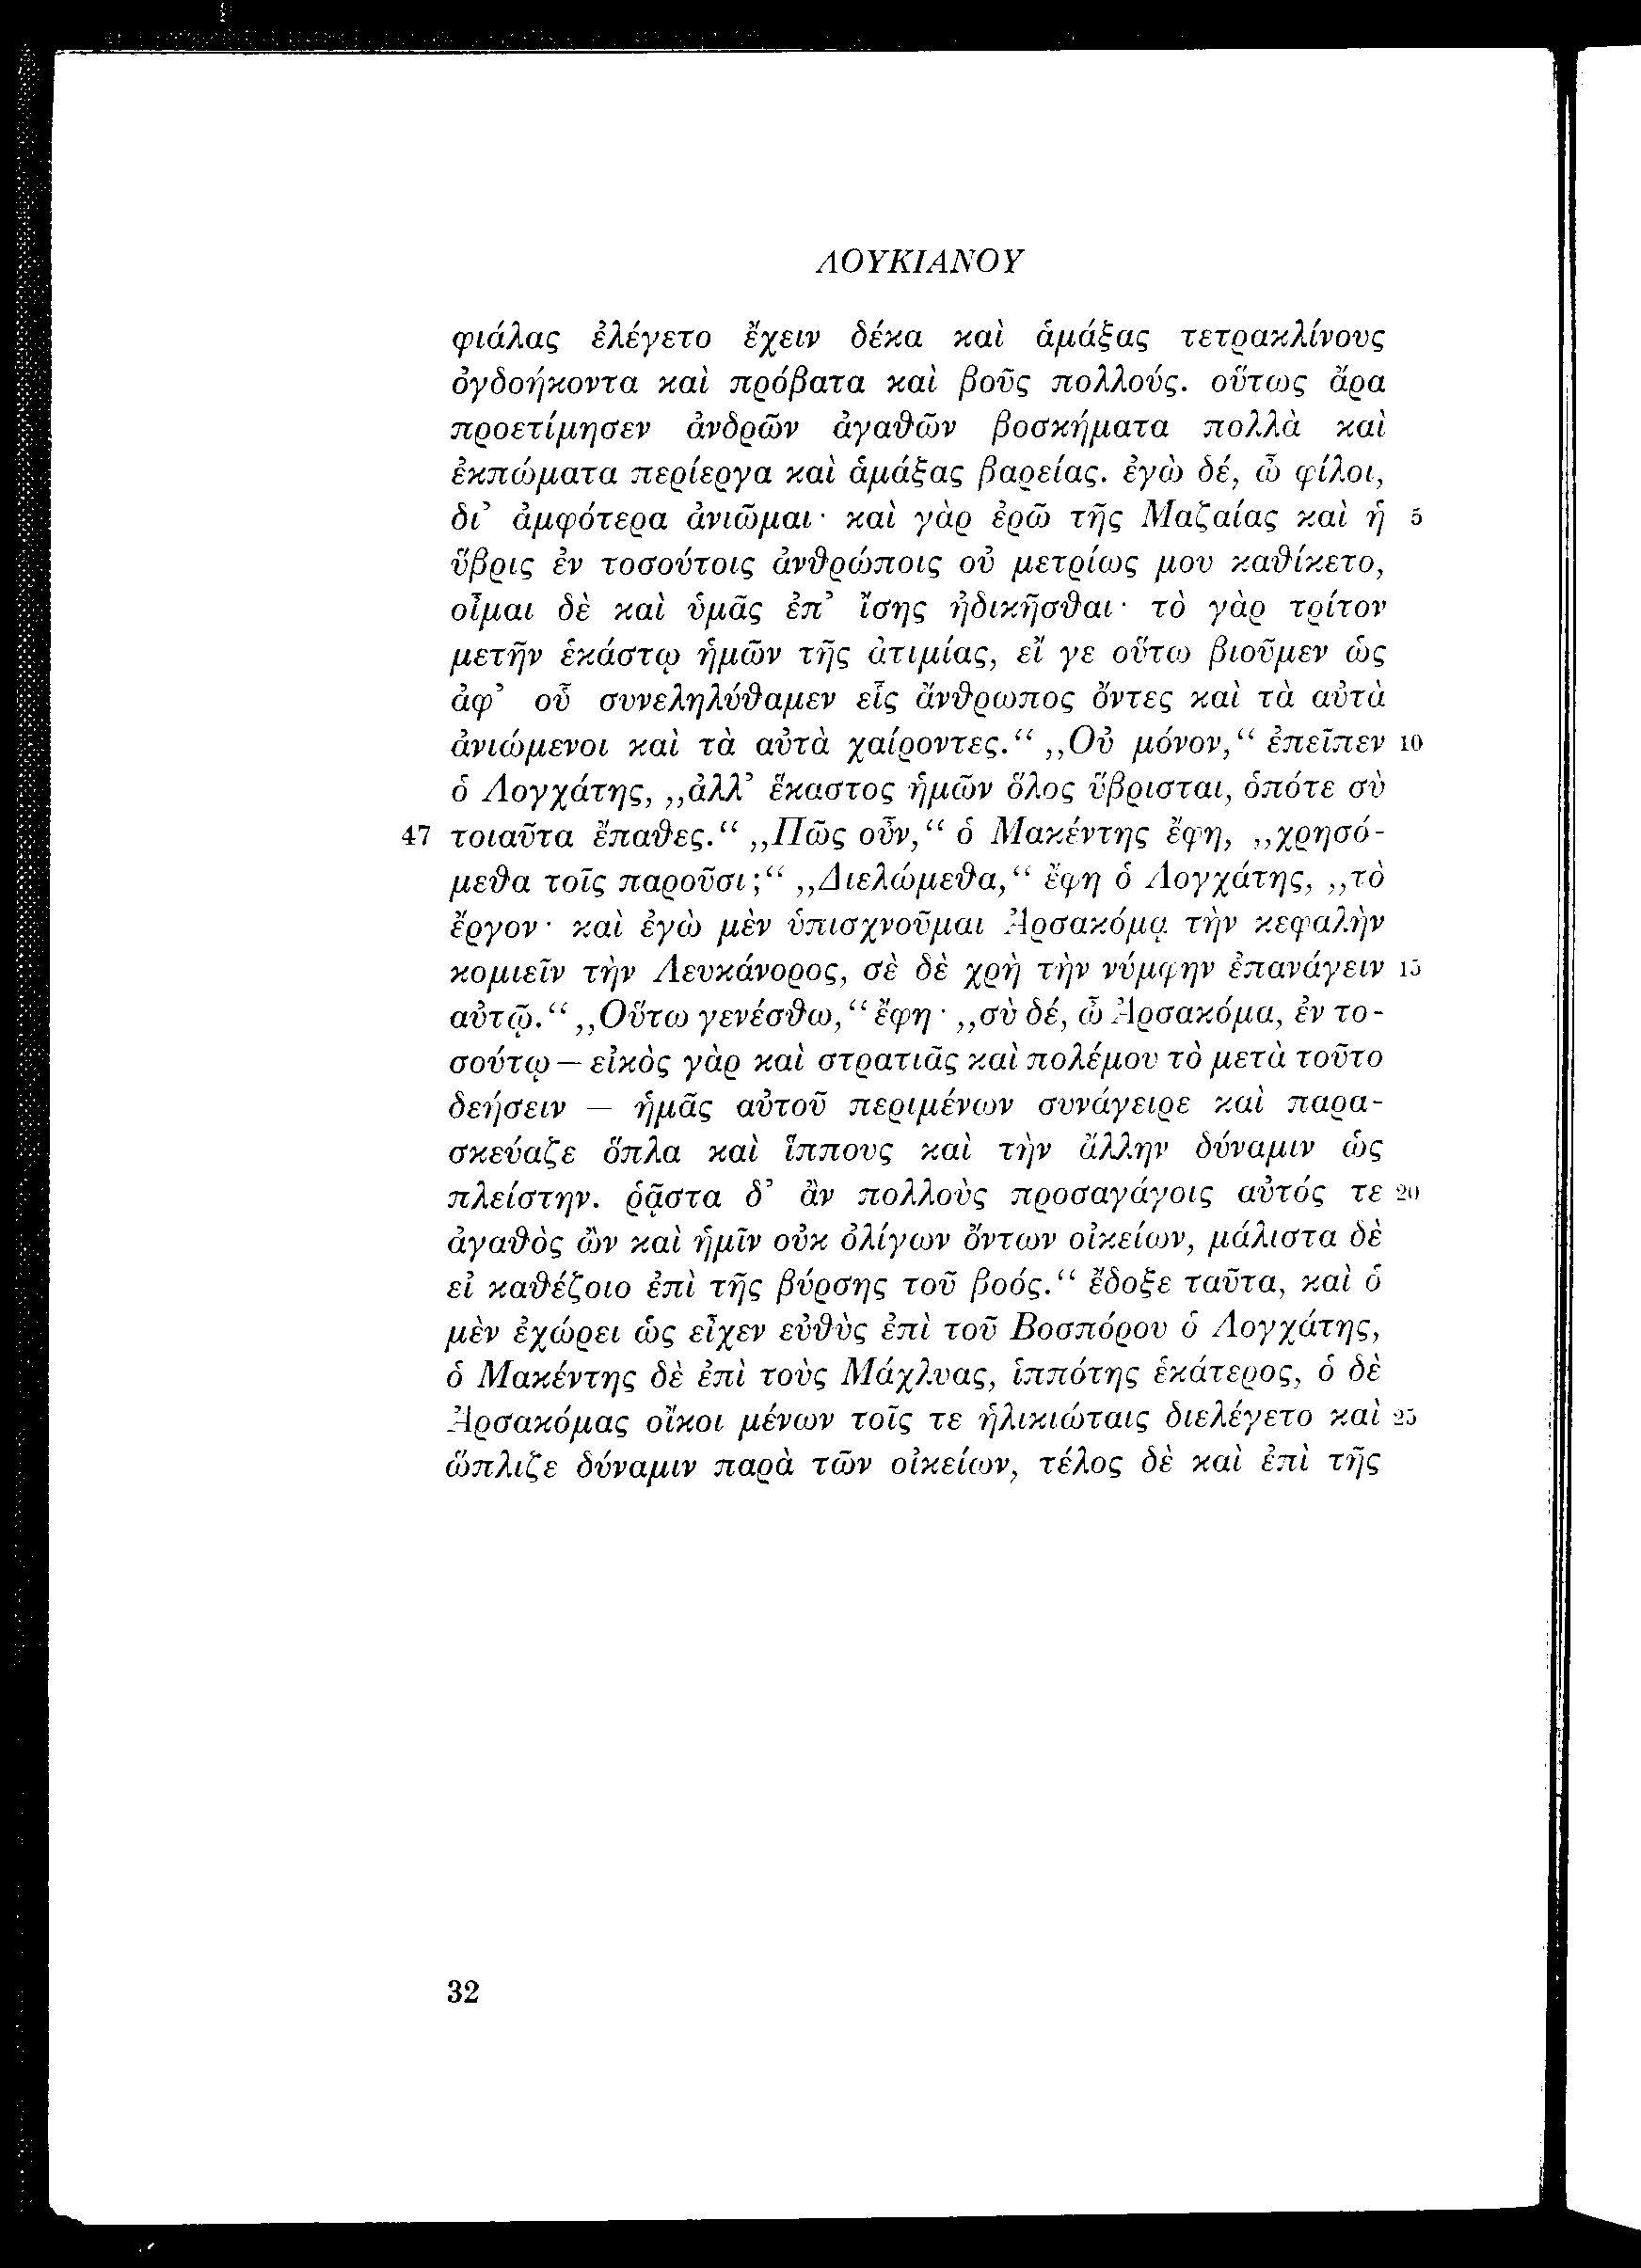 ΛΟΥΚΙΑΝΟΥ
φιάλας ἐλέγετο ἔχειν δέκα καὶ ἁμάξας τετρακλίνους
ὀγδοήκοντα καὶ πρόβατα καὶ βοῦς πολλούς. οὕτως ἄρα
προετίμησεν ἀνδρῶν ἀγαθῶν βοσκήματα πολλὰ καὶ
ἐκπώματα περίεργα καὶ ἁμάξας βαρείας. ἐγὼ δέ, ὦ φίλοι,
δι’ ἀμφότερα ἀνιῶμαι· καὶ γὰρ ἐρῶ τῆς Μαζαίας καὶ ἡ 5
ὕβρις ἐν τοσούτοις ἀνθρώποις οὐ μετρίως μου καθίκετο,
οἶμαι δὲ καὶ ὑμᾶς ἐπ’ ἴσης ἠδικῆσθαι· τὸ γὰρ τρίτον
μετῆν ἑκάστῳ ἡμῶν τῆς ἀτιμίας, εἴ γε οὕτω βιοῦμεν ὡς
ἀφ’ οὗ συνεληλύθαμεν εἷς ἄνθρωπος ὄντες καὶ τὰ αὐτὰ
ἀνιώμενοι καὶ τὰ αὐτὰ χαίροντες.“ „Οὐ μόνον,“ ἐπεῖπεν 10
ὁ Λογχάτης, „ἀλλ’ ἕκαστος ἡμῶν ὅλος ὕβρισται, ὁπότε σὺ
47 τοιαῦτα ἔπαθες.“ „Πῶς οὖν,“ ὁ Μακέντης ἔφη, „χρησό-
μεθα τοῖς παροῦσι;“ „Διελώμεθα,“ ἔφη ὁ Λογχάτης, „τὸ
ἔργον· καὶ ἐγὼ μὲν ὑπισχνοῦμαι Ἀρσακόμᾳ τὴν κεφαλὴν
κομιεῖν τὴν Λευκάνορος, σὲ δὲ χρὴ τὴν νύμφην ἐπανάγειν 15
αὐτῷ.“ „Οὕτω γενέσθω,“ ἔφη· „σὺ δέ, ὦ Ἀρσακόμα, ἐν το-
σούτῳ — εἰκὸς γὰρ καὶ στρατιᾶς καὶ πολέμου τὸ μετὰ τοῦτο
δεήσειν — ἡμᾶς αὐτοῦ περιμένων συνάγειρε καὶ παρα-
σκεύαζε ὅπλα καὶ ἵππους καὶ τὴν ἄλλην δύναμιν ὡς
πλείστην. ῥᾷστα δ’ ἂν πολλοὺς προσαγάγοις αὐτός τε 20
ἀγαθὸς ὢν καὶ ἡμῖν οὐκ ὀλίγων ὄντων οἰκείων, μάλιστα δὲ
εἰ καθέζοιο ἐπὶ τῆς βύρσης τοῦ βοός.“ ἔδοξε ταῦτα, καὶ ὁ
μὲν ἐχώρει ὡς εἶχεν εὐθὺς ἐπὶ τοῦ Βοσπόρου ὁ Λογχάτης,
ὁ Μακέντης δὲ ἐπὶ τοὺς Μάχλυας, ἱππότης ἑκάτερος, ὁ δὲ
Ἀρσακόμας οἴκοι μένων τοῖς τε ἡλικιώταις διελέγετο καὶ 25
ὥπλιζε δύναμιν παρὰ τῶν οἰκείων, τέλος δὲ καὶ ἐπὶ τῆς
32